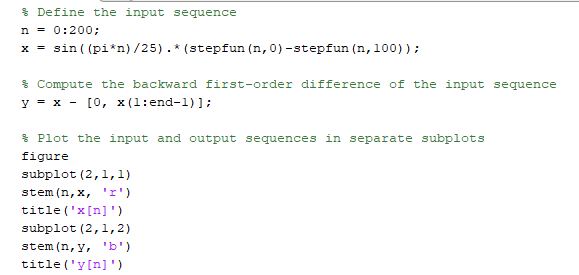 % Define the input sequence
n = 0:200;
x = sin((pi*n)/25).*(stepfun(n,0)-stepfun(n,100));
% Compute the backward first-order difference of the input sequence
y = x - [0, x(1:end-1)];
% Plot the input and output sequences in separate subplots
figure
subplot(2,1,1)
stem(n,x, 'r')
title('x[n]')
subplot(2,1,2)
stem(n,y, 'b')
title('y[n]')